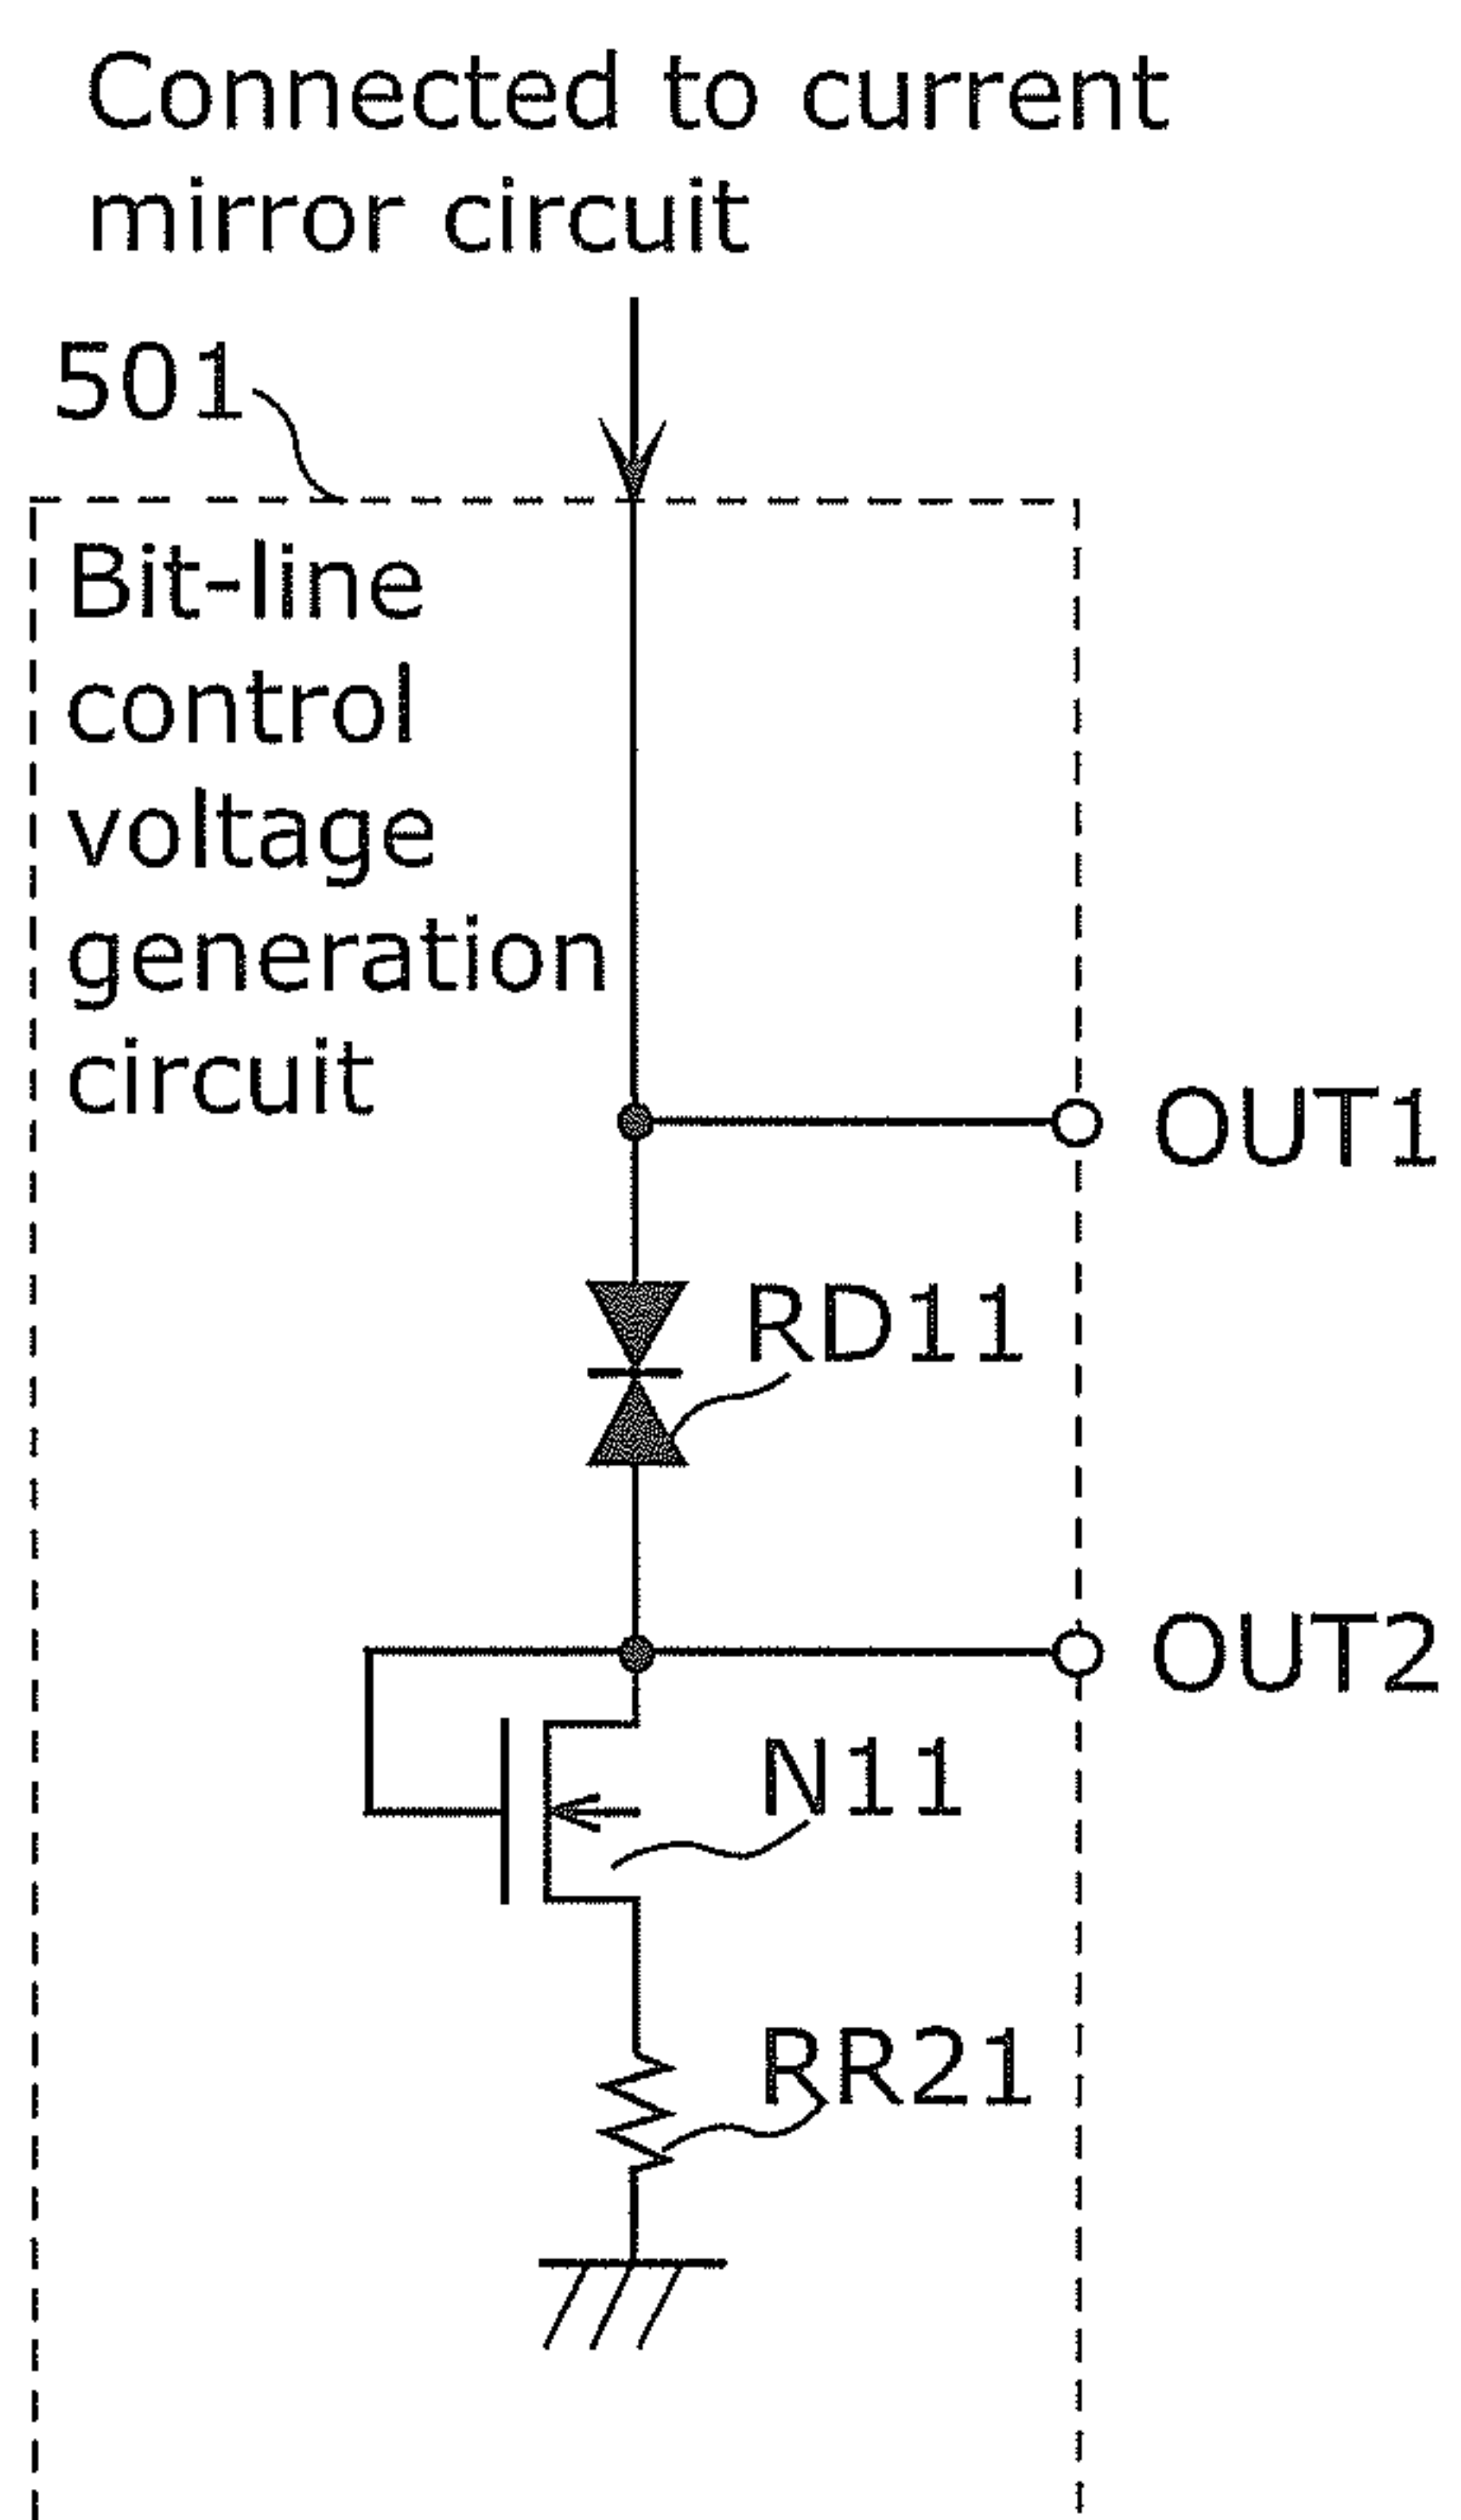 Connected to current
mirror circuit
501
Bit-line
control
voltage
generation
circuit
OUT1
RD11
OUT2
N11
RR21